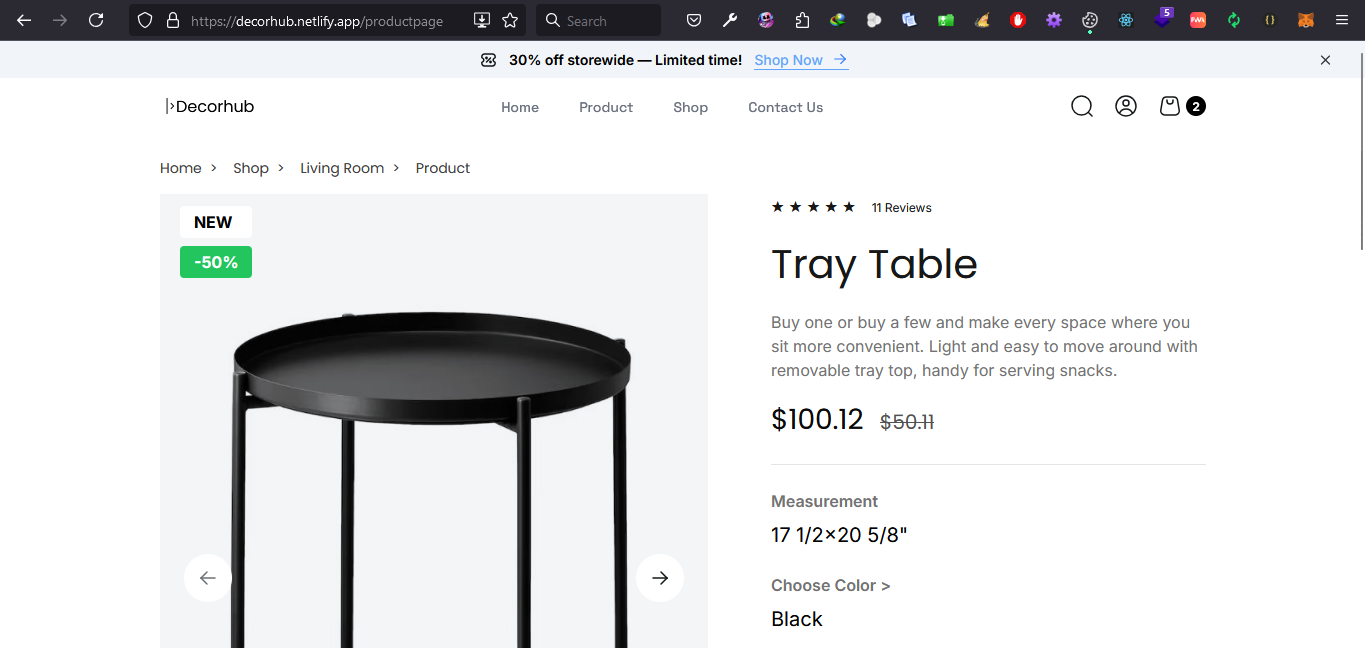 https://decorhub.netlify.app/productpage
Search
5
30% off storewide — Limited time! Shop Now →
|›Decorhub
Home Product Shop Contact Us
2
Home > Shop > Living Room > Product
NEW
-50%
★ ★ ★ ★ ★ 11 Reviews
Tray Table
Buy one or buy a few and make every space where you
sit more convenient. Light and easy to move around with
removable tray top, handy for serving snacks.
$100.12 $50.11
Measurement
17 1/2×20 5/8"
Choose Color >
Black